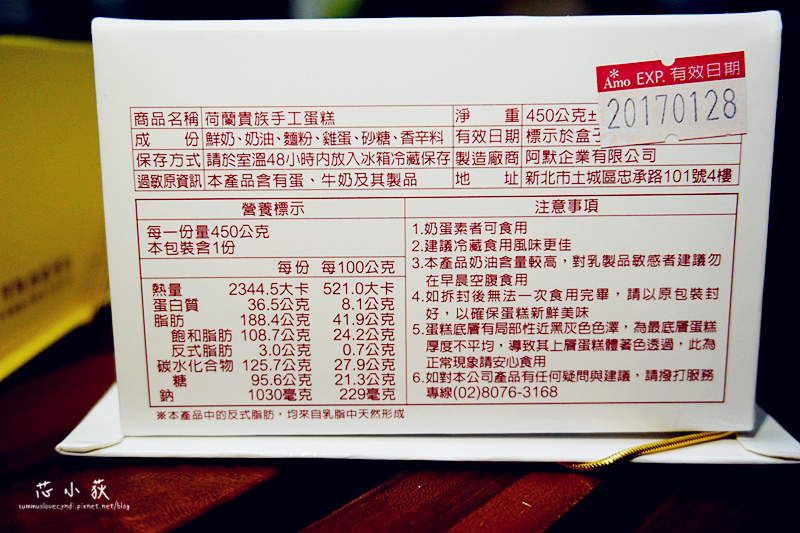 Amo EXP. 有效日期
20170128
商品名稱 荷蘭貴族手工蛋糕 淨重 450公克±
成份 鮮奶、奶油、麵粉、雞蛋、砂糖、香辛料 有效日期 標示於盒子
保存方式 請於室溫48小時內放入冰箱冷藏保存 製造廠商 阿默企業有限公司
過敏原資訊 本產品含有蛋、牛奶及其製品 地址 新北市土城區忠承路101號4樓
營養標示
每一份量450公克
本包裝含1份
每份 每100公克
熱量 2344.5大卡 521.0大卡
蛋白質 36.5公克 8.1公克
脂肪 188.4公克 41.9公克
飽和脂肪 108.7公克 24.2公克
反式脂肪 3.0公克 0.7公克
碳水化合物 125.7公克 27.9公克
糖 95.6公克 21.3公克
鈉 1030毫克 229毫克
注意事項
1.奶蛋素者可食用
2.建議冷藏食用風味更佳
3.本產品奶油含量較高，對乳製品敏感者建議勿
在早晨空腹食用
4.如拆封後無法一次食用完畢，請以原包裝封
好，以確保蛋糕新鮮美味
5.蛋糕底層有局部性近黑灰色色澤，為最底層蛋糕
厚度不平均，導致其上層蛋糕體著色透過，此為
正常現象請安心食用
6.如對本公司產品有任何疑問與建議，請撥打服務
專線(02)8076-3168
※本產品中的反式脂肪，均來自乳脂中天然形成
芯小荻
summuslovecyndi.pixnet.net/blog